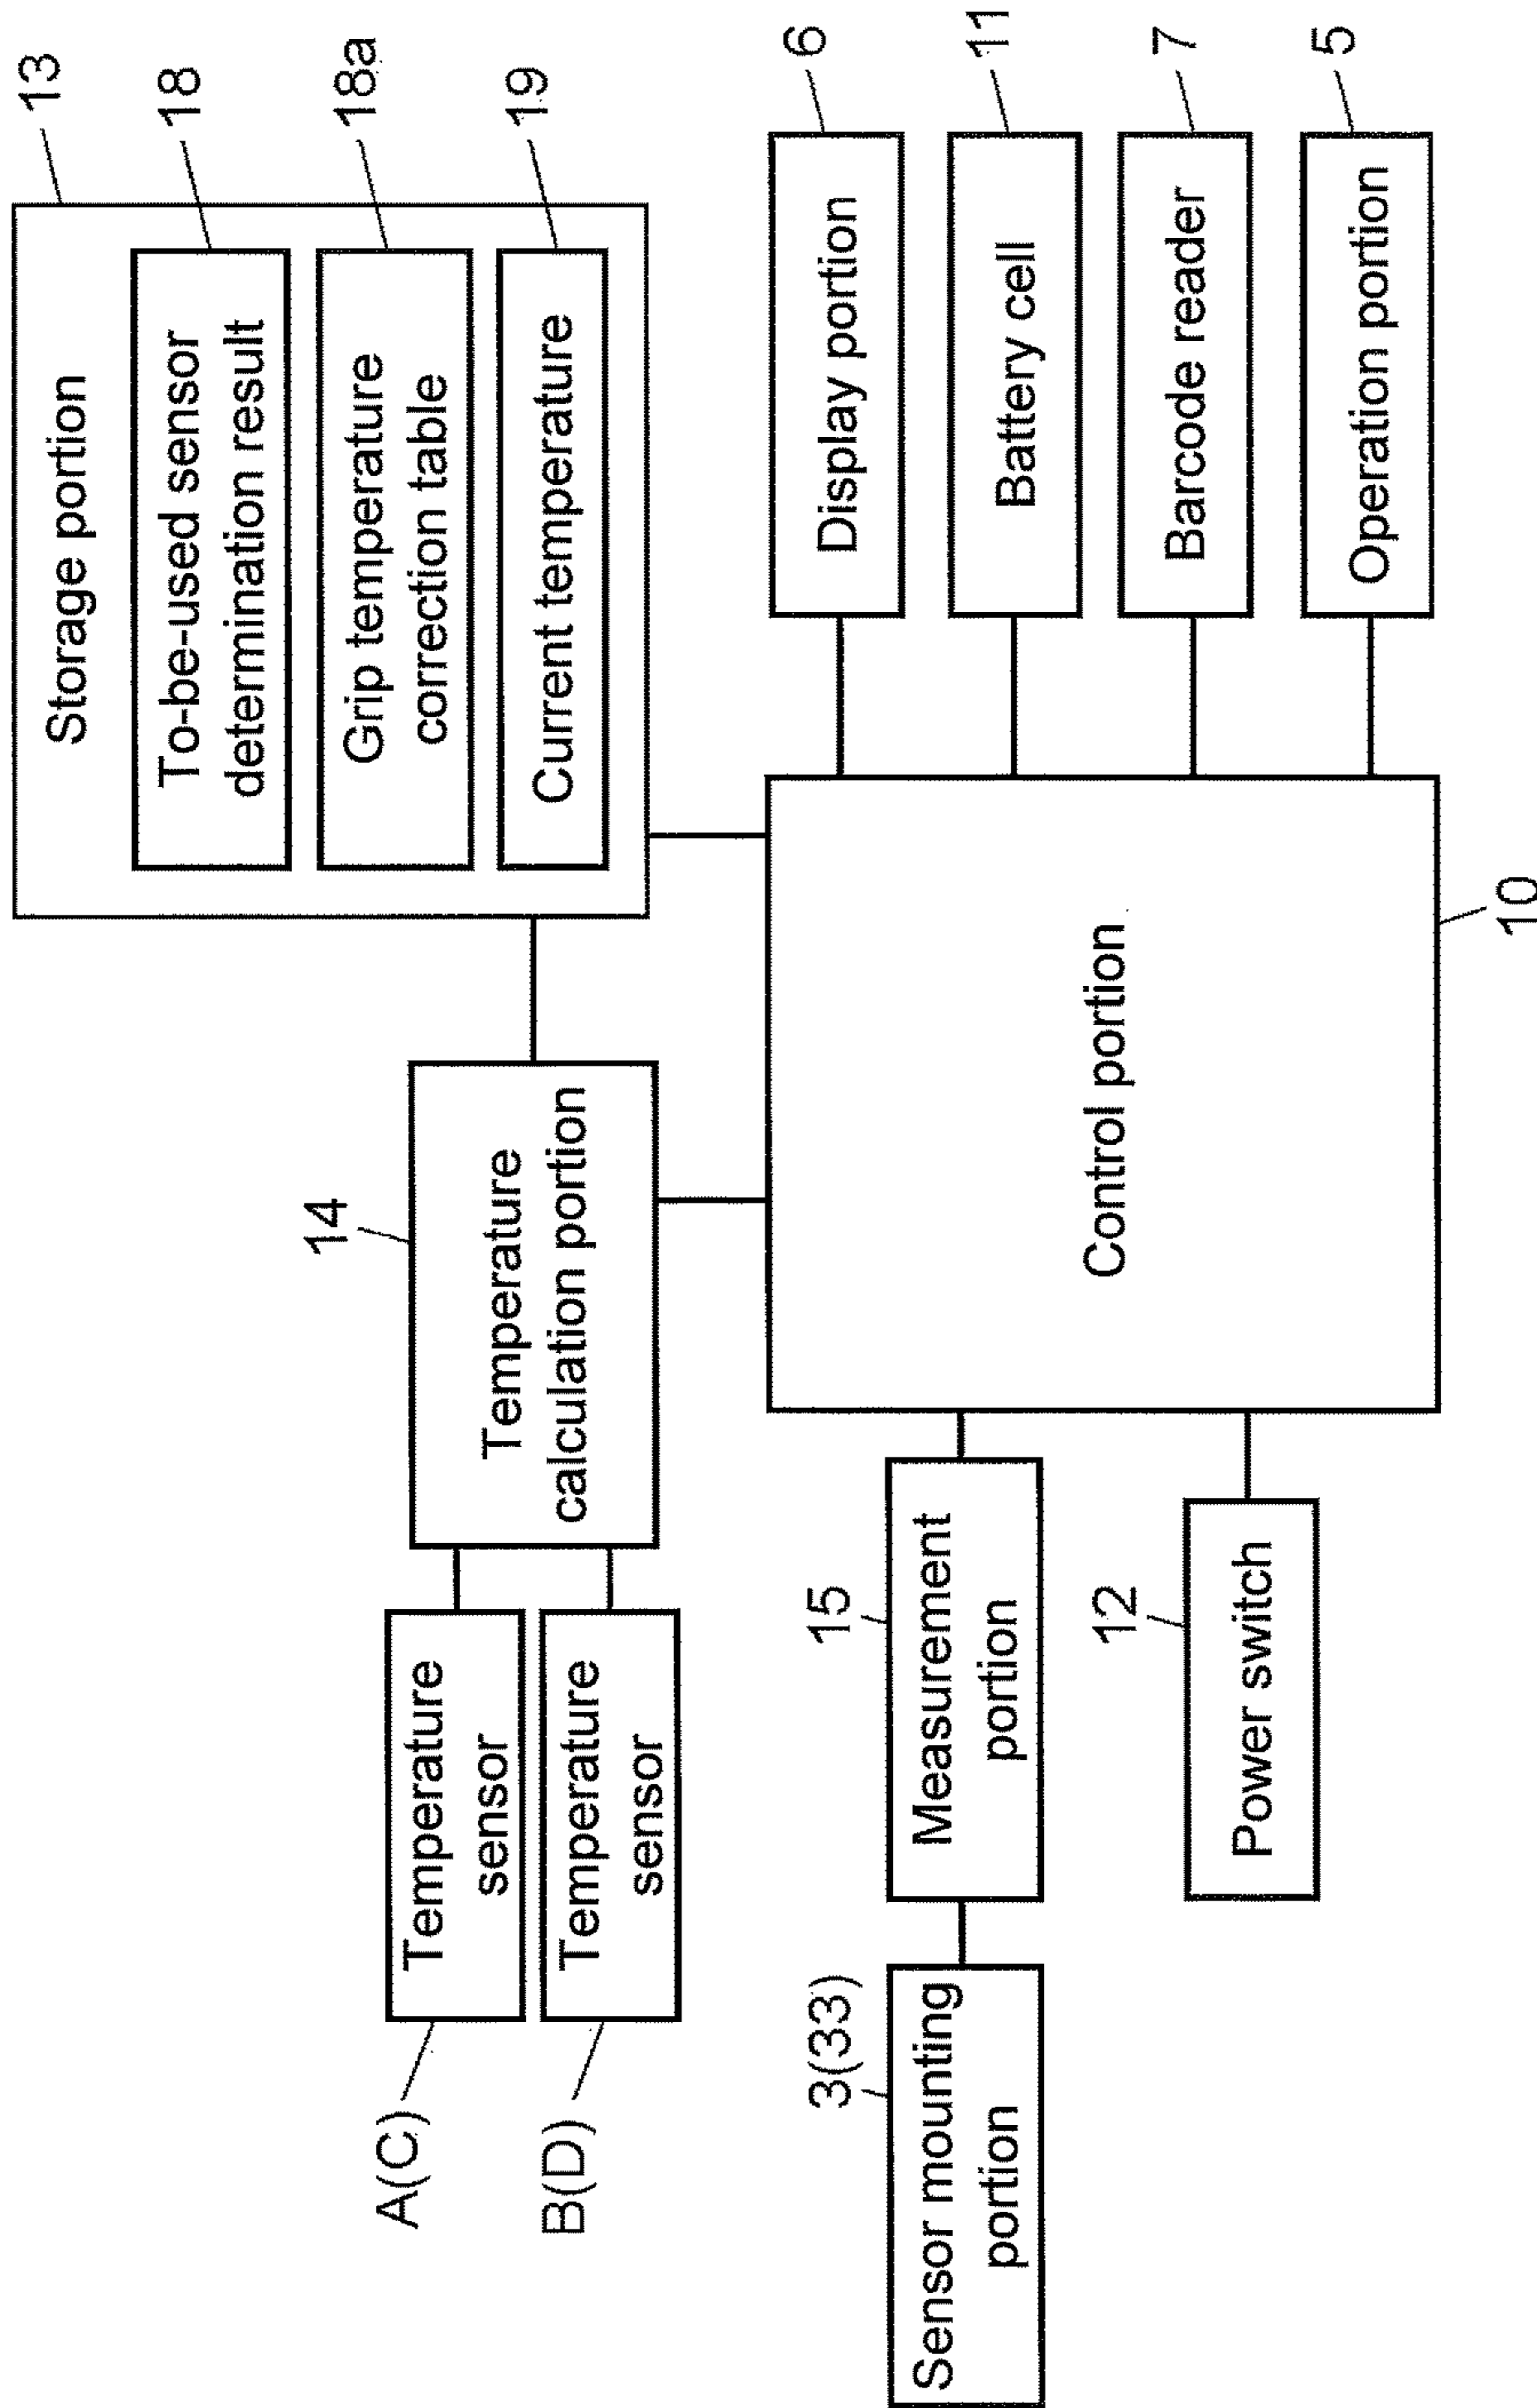 13
Storage portion
18
To-be-used sensor
determination result
18a
Grip temperature
correction table
19
Current temperature
14
Temperature
calculation portion
A(C)
Temperature
sensor
B(D)
Temperature
sensor
6
Display portion
11
Battery cell
7
Barcode reader
5
Operation portion
Control portion
10
3(33)
Sensor mounting
portion
15
Measurement
portion
12
Power switch